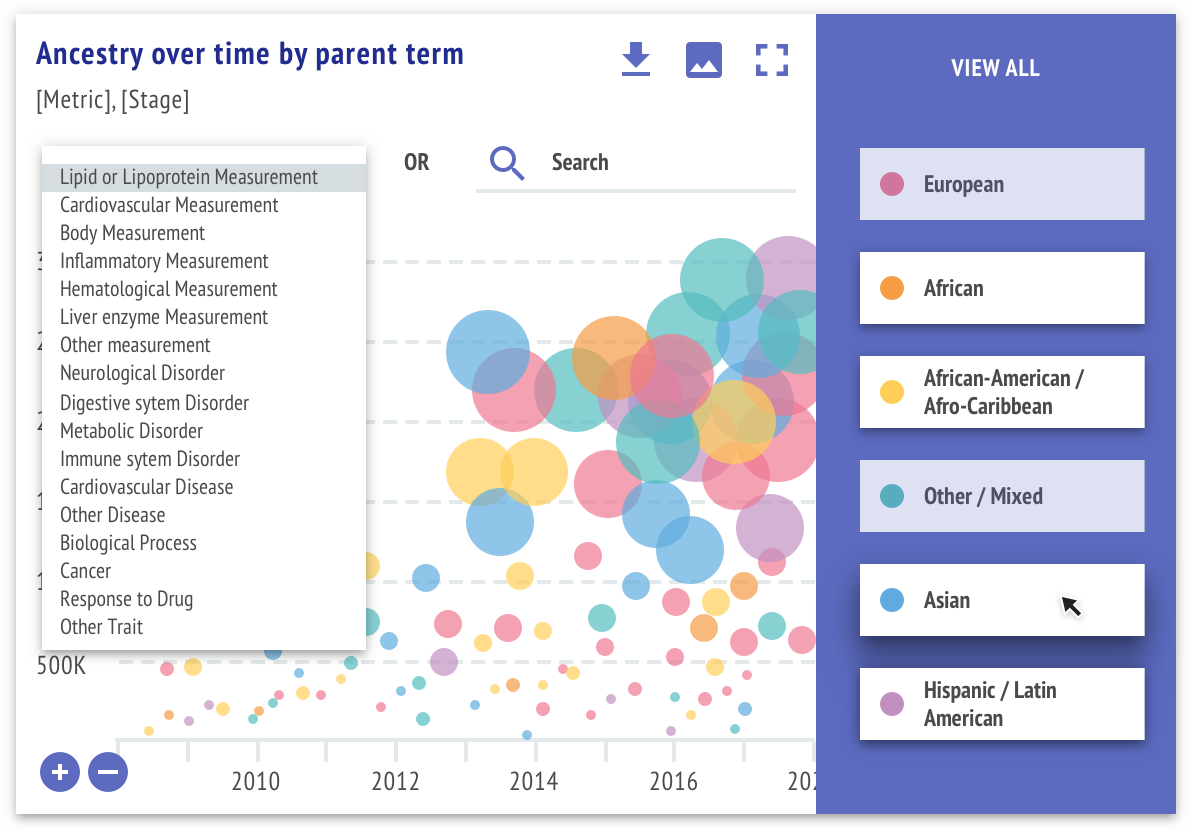 Ancestry over time by parent term
[Metric], [Stage]
VIEW ALL
OR
Search
Lipid or Lipoprotein Measurement
Cardiovascular Measurement
Body Measurement
Inflammatory Measurement
Hematological Measurement
Liver enzyme Measurement
Other measurement
Neurological Disorder
Digestive sytem Disorder
Metabolic Disorder
Immune sytem Disorder
Cardiovascular Disease
Other Disease
Biological Process
Cancer
Response to Drug
Other Trait
500K
2010
2012
2014
2016
European
African
African-American /
Afro-Caribbean
Other / Mixed
Asian
Hispanic / Latin
American